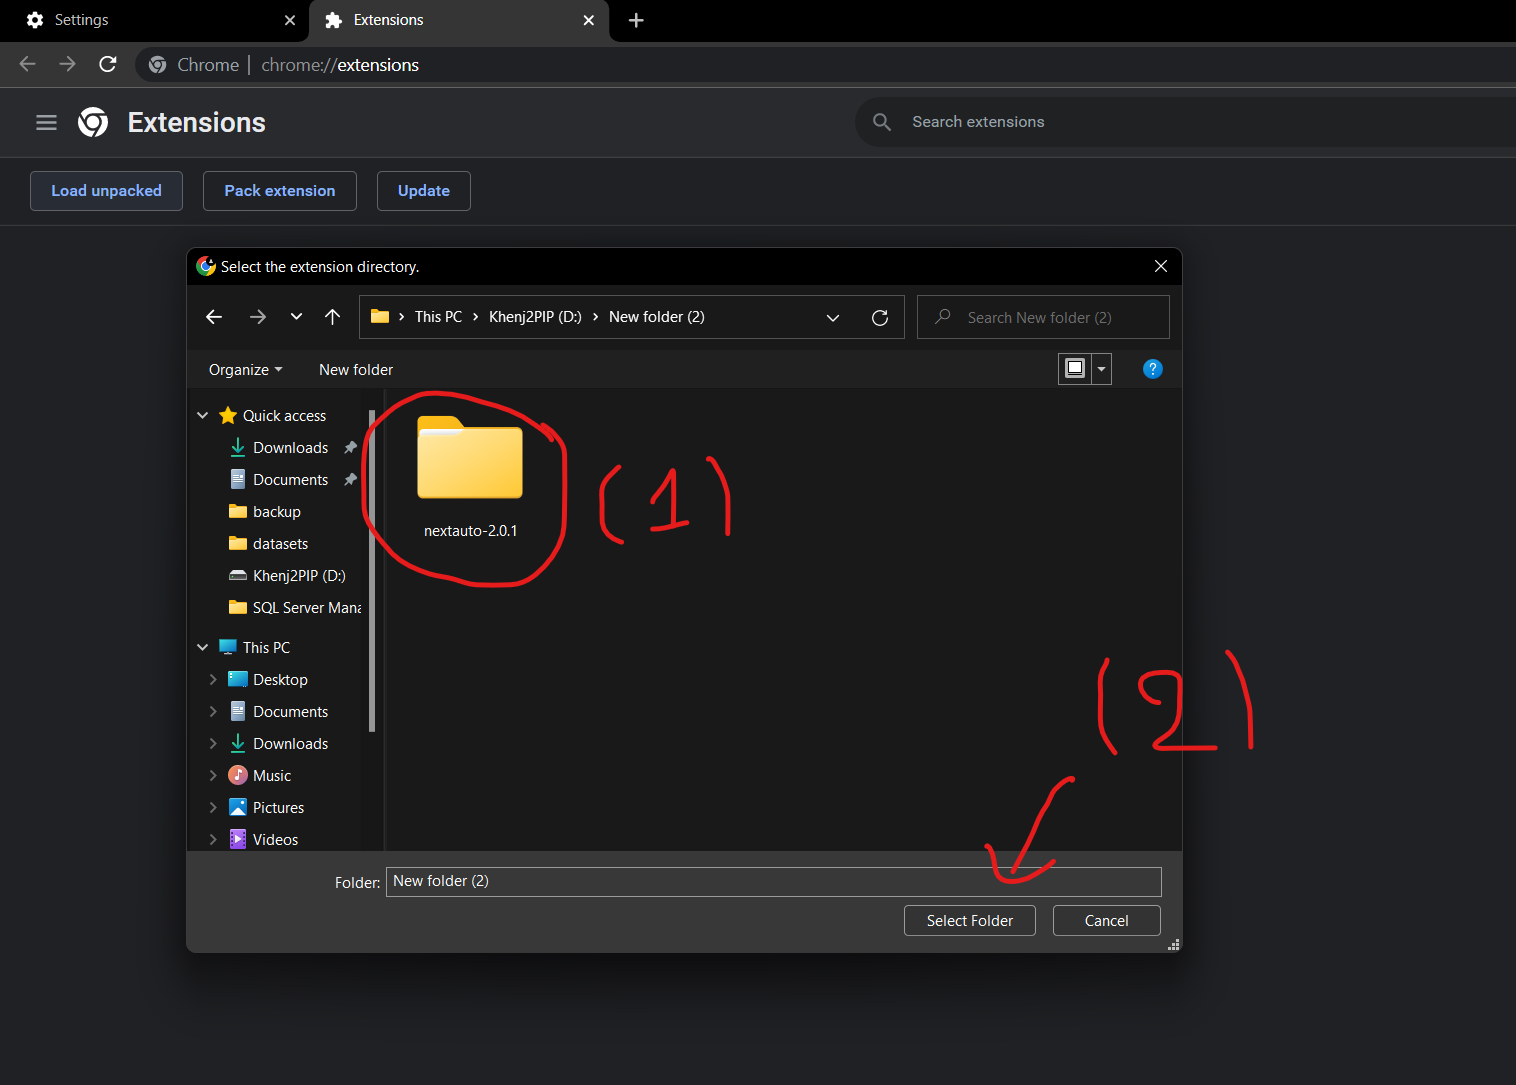 Settings
Extensions
Chrome | chrome://extensions
Extensions
Search extensions
Load unpacked
Pack extension
Update
Select the extension directory.
This PC > Khenj2PIP (D:) > New folder (2)
Search New folder (2)
Organize
New folder
?
Quick access
Downloads
Documents
backup
datasets
Khenj2PIP (D:)
SQL Server Mana
This PC
Desktop
Documents
Downloads
Music
Pictures
Videos
nextauto-2.0.1
(1)
(2)
Folder: New folder (2)
Select Folder
Cancel